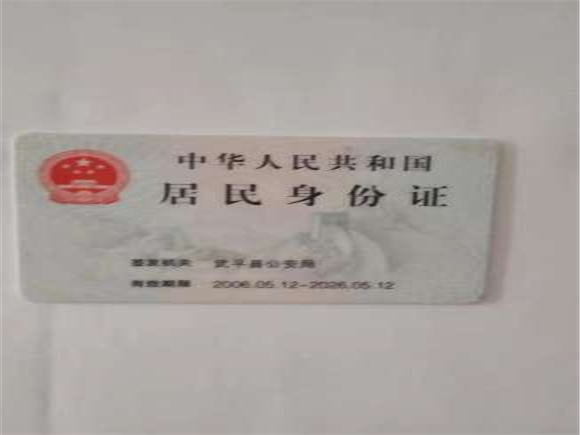 中华人民共和国
居民身份证
签发机关 武平县公安局
有效期限 2006.05.12-2026.05.12